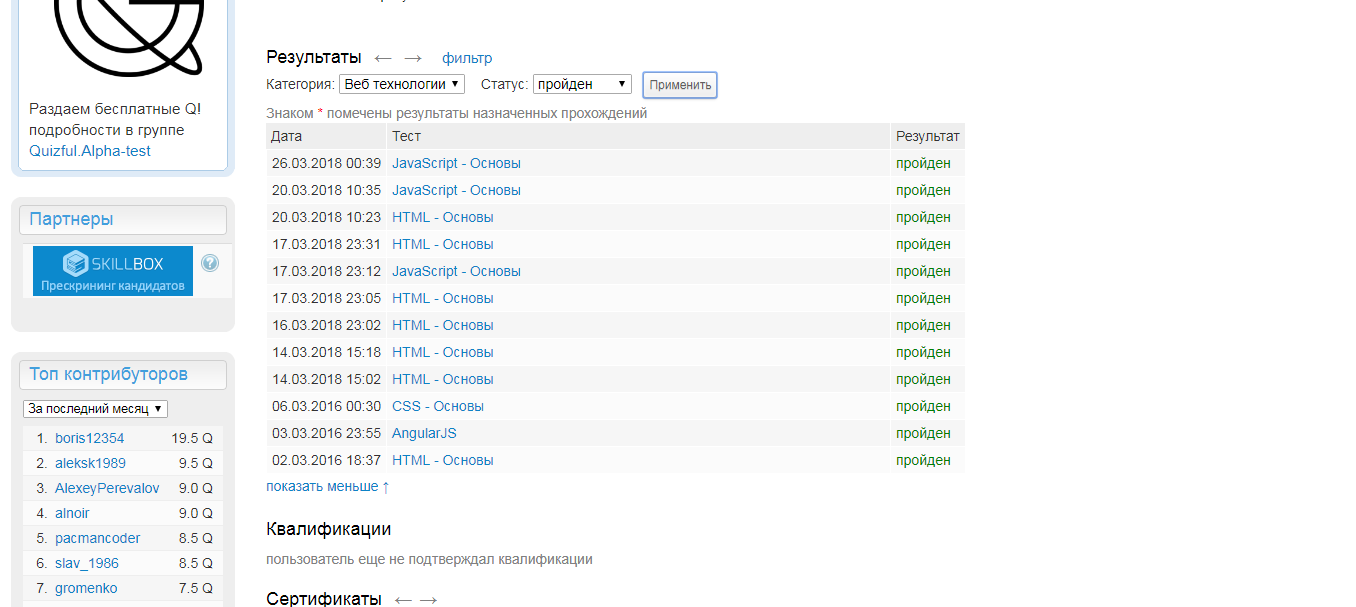 Раздаем бесплатные Q!
подробности в группе
Quizful.Alpha-test
Партнеры
SKILLBOX
Прескрининг кандидатов
?
Топ контрибуторов
За последний месяц ▼
1. boris12354 19.5 Q
2. aleksk1989 9.5 Q
3. AlexeyPerevalov 9.0 Q
4. alnoir 9.0 Q
5. pacmancoder 8.5 Q
6. slav_1986 8.5 Q
7. gromenko 7.5 Q
Результаты ← → фильтр
Категория: Веб технологии ▼ Статус: пройден ▼ Применить
Знаком * помечены результаты назначенных прохождений
Дата Тест Результат
26.03.2018 00:39 JavaScript - Основы пройден
20.03.2018 10:35 JavaScript - Основы пройден
20.03.2018 10:23 HTML - Основы пройден
17.03.2018 23:31 HTML - Основы пройден
17.03.2018 23:12 JavaScript - Основы пройден
17.03.2018 23:05 HTML - Основы пройден
16.03.2018 23:02 HTML - Основы пройден
14.03.2018 15:18 HTML - Основы пройден
14.03.2018 15:02 HTML - Основы пройден
06.03.2016 00:30 CSS - Основы пройден
03.03.2016 23:55 AngularJS пройден
02.03.2016 18:37 HTML - Основы пройден
показать меньше ↑
Квалификации
пользователь еще не подтверждал квалификации
Сертификаты ← →